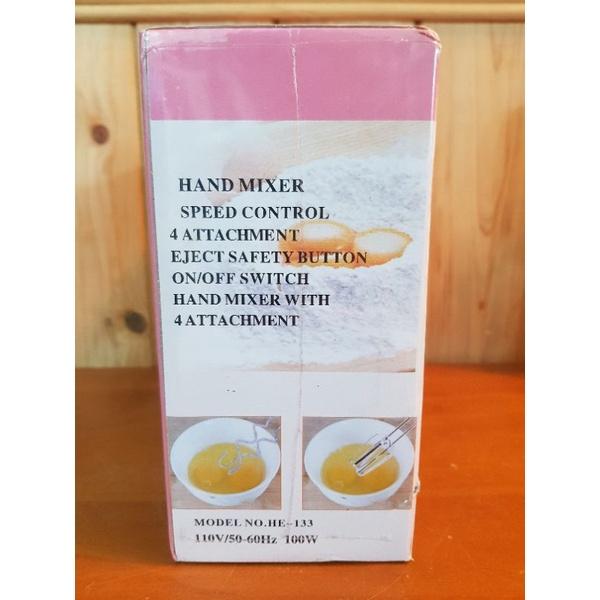 HAND MIXER
SPEED CONTROL
4 ATTACHMENT
EJECT SAFETY BUTTON
ON/OFF SWITCH
HAND MIXER WITH
4 ATTACHMENT
MODEL NO.HE-133
110V/50-60Hz 100W